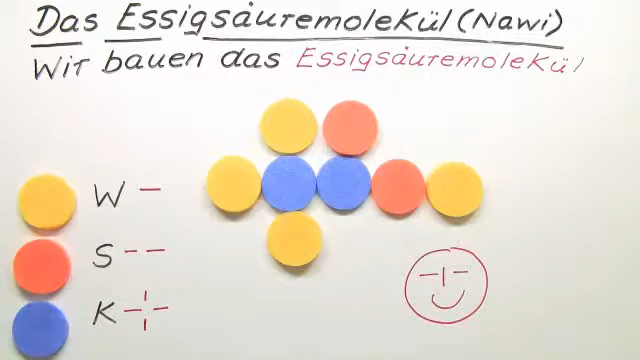 Das Essigsäuremolekül (Nawi)
Wir bauen das Essigsäuremolekül
W –
S – –
K